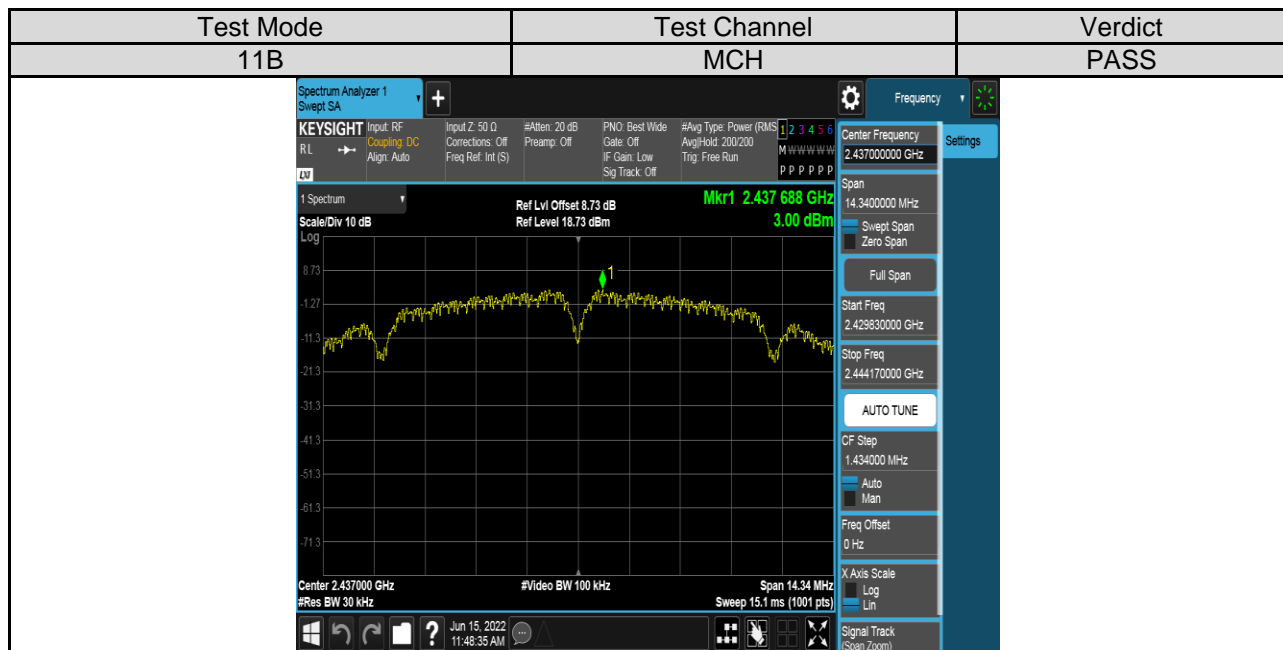 Test Mode Test Channel Verdict
11B MCH PASS
Spectrum Analyzer 1
Swept SA
+
Frequency
KEYSIGHT
RL
LXI
Input: RF
Coupling: DC
Align: Auto
Input Z: 50 Ω
Corrections: Off
Freq Ref: Int (S)
#Atten: 20 dB
Preamp: Off
PNO: Best Wide
Gate: Off
IF Gain: Low
Sig Track: Off
#Avg Type: Power (RMS
Avg|Hold: 200/200
Trig: Free Run
1 2 3 4 5 6
M W W W W W
P P P P P P
1 Spectrum
Scale/Div 10 dB
Ref Lvl Offset 8.73 dB
Ref Level 18.73 dBm
Mkr1 2.437 688 GHz
3.00 dBm
Log
8.73
-1.27
-11.3
-21.3
-31.3
-41.3
-51.3
-61.3
-71.3
1
Center 2.437000 GHz
#Res BW 30 kHz
#Video BW 100 kHz
Span 14.34 MHz
Sweep 15.1 ms (1001 pts)
Center Frequency
2.437000000 GHz
Settings
Span
14.3400000 MHz
Swept Span
Zero Span
Full Span
Start Freq
2.429830000 GHz
Stop Freq
2.444170000 GHz
AUTO TUNE
CF Step
1.434000 MHz
Auto
Man
Freq Offset
0 Hz
X Axis Scale
Log
Lin
Signal Track
(Span Zoom)
?
Jun 15, 2022
11:48:35 AM